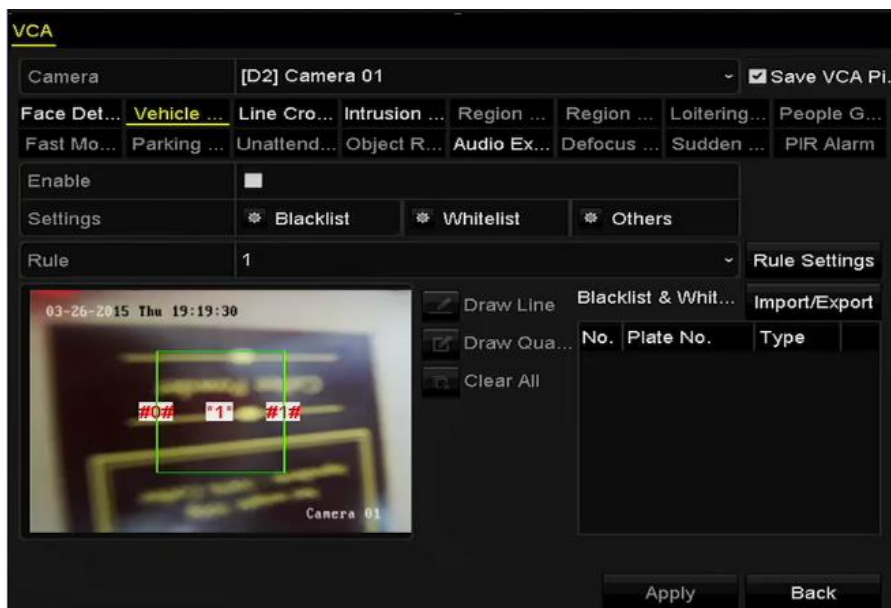 VCA
Camera [D2] Camera 01 Save VCA Pi.
Face Det... Vehicle ... Line Cro... Intrusion ... Region ... Region ... Loitering... People G...
Fast Mo... Parking ... Unattend... Object R... Audio Ex... Defocus ... Sudden ... PIR Alarm
Enable
Settings Blacklist Whitelist Others
Rule 1 Rule Settings
03-26-2015 Thu 19:19:30
#0# *1* #1#
Camera 01
Draw Line
Draw Qua...
Clear All
Blacklist & Whit... Import/Export
No. Plate No. Type
Apply Back